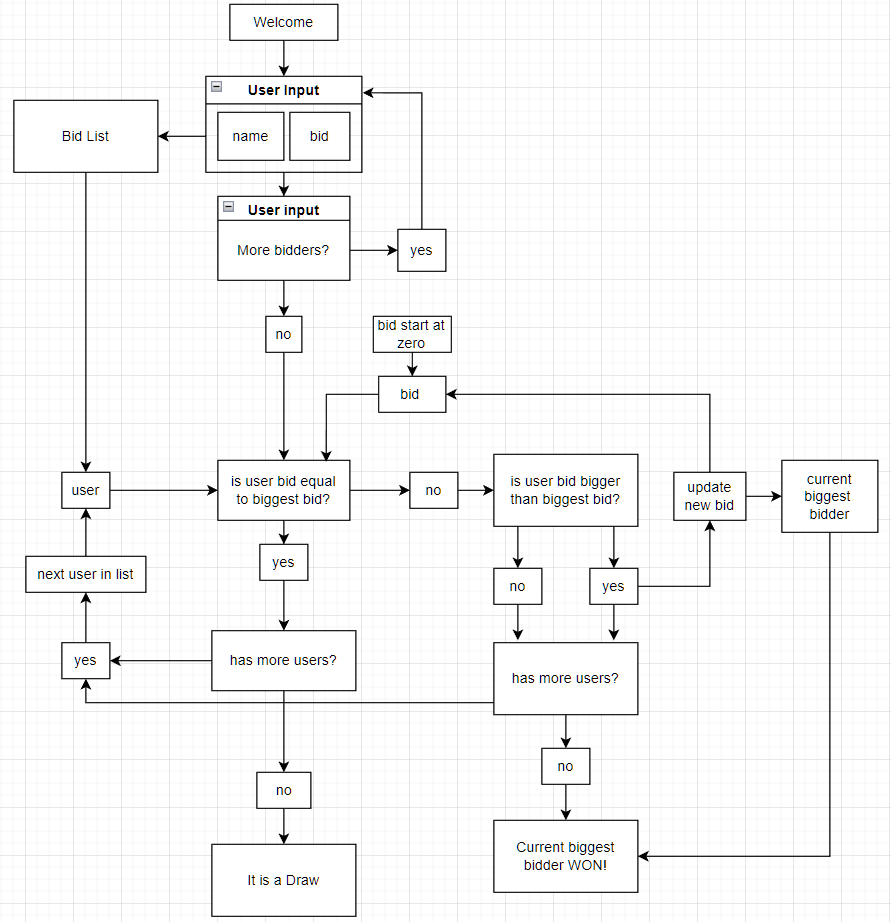 Welcome
User Input
name
bid
Bid List
User input
More bidders?
yes
no
bid start at
zero
bid
user
is user bid equal
to biggest bid?
no
is user bid bigger
than biggest bid?
update
new bid
current
biggest
bidder
yes
next user in list
no
yes
yes
has more users?
has more users?
no
no
It is a Draw
Current biggest
bidder WON!